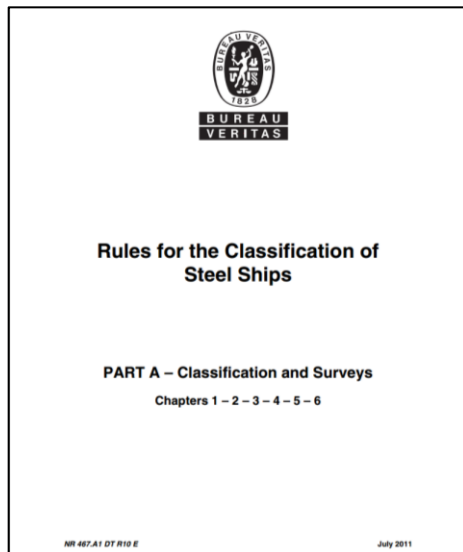 BUREAU VERITAS
1828
BUREAU
VERITAS
Rules for the Classification of
Steel Ships
PART A – Classification and Surveys
Chapters 1 – 2 – 3 – 4 – 5 – 6
NR 467.A1 DT R10 E July 2011